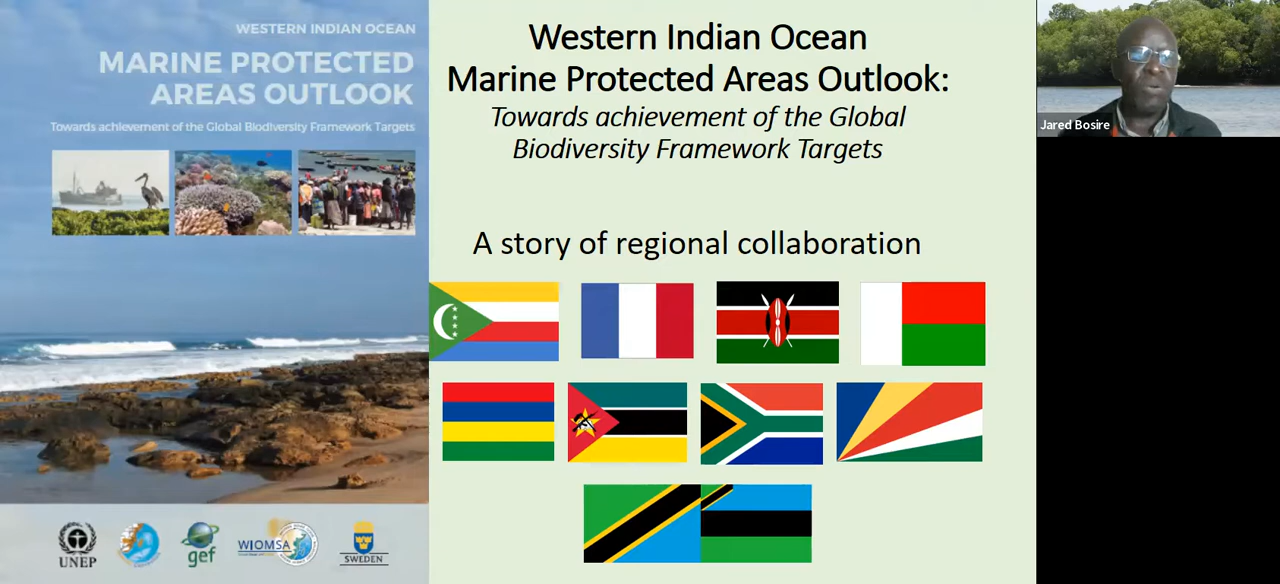 WESTERN INDIAN OCEAN
MARINE PROTECTED
AREAS OUTLOOK
Towards achievement of the Global Biodiversity Framework Targets
UNEP
gef
WIOMSA
SWEDEN
Western Indian Ocean
Marine Protected Areas Outlook:
Towards achievement of the Global
Biodiversity Framework Targets
A story of regional collaboration
Jared Bosire